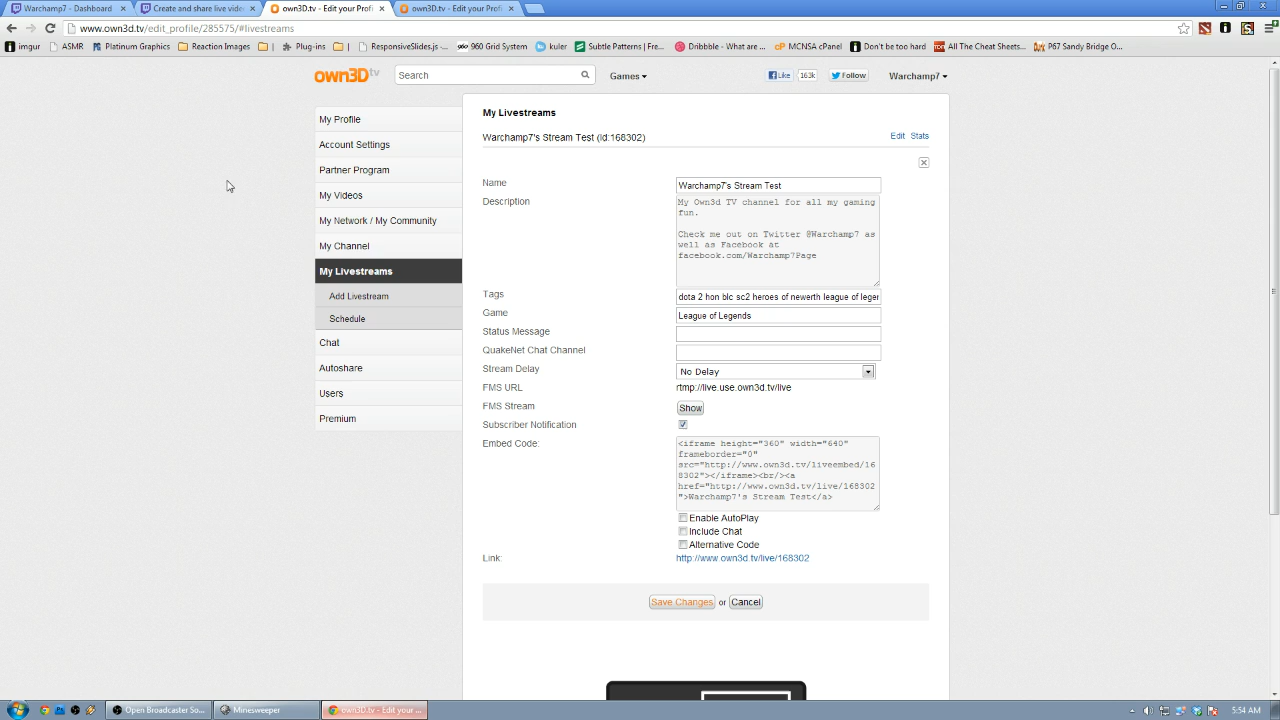 Warchamp7 - Dashboard
Create and share live vide
own3D.tv - Edit your Profi
own3D.tv - Edit your Profi
www.own3d.tv/edit_profile/285575/#livestreams
imgur
ASMR
Platinum Graphics
Reaction Images
Plug-ins
ResponsiveSlides.js -...
960 Grid System
kuler
Subtle Patterns | Fre...
Dribbble - What are ...
MCNSA cPanel
Don't be too hard
All The Cheat Sheets...
P67 Sandy Bridge O...
own3D tv
Search
Games
Like
163k
Follow
Warchamp7
My Profile
Account Settings
Partner Program
My Videos
My Network / My Community
My Channel
My Livestreams
Add Livestream
Schedule
Chat
Autoshare
Users
Premium
My Livestreams
Warchamp7's Stream Test (Id:168302)
Edit Stats
Name
Warchamp7's Stream Test
Description
My Own3d TV channel for all my gaming
fun.
Check me out on Twitter @Warchamp7 as
well as Facebook at
facebook.com/Warchamp7Page
Tags
dota 2 hon blc sc2 heroes of newerth league of leger
Game
League of Legends
Status Message
QuakeNet Chat Channel
Stream Delay
No Delay
FMS URL
rtmp://live.use.own3d.tv/live
FMS Stream
Show
Subscriber Notification
Embed Code:
<iframe height="360" width="640"
frameborder="0"
src="http://www.own3d.tv/liveembed/16
8302"></iframe><br/><a
href="http://www.own3d.tv/live/168302
">Warchamp7's Stream Test</a>
Enable AutoPlay
Include Chat
Alternative Code
Link:
http://www.own3d.tv/live/168302
Save Changes or Cancel
Open Broadcaster So...
Minesweeper
own3D.tv - Edit your ...
5:54 AM